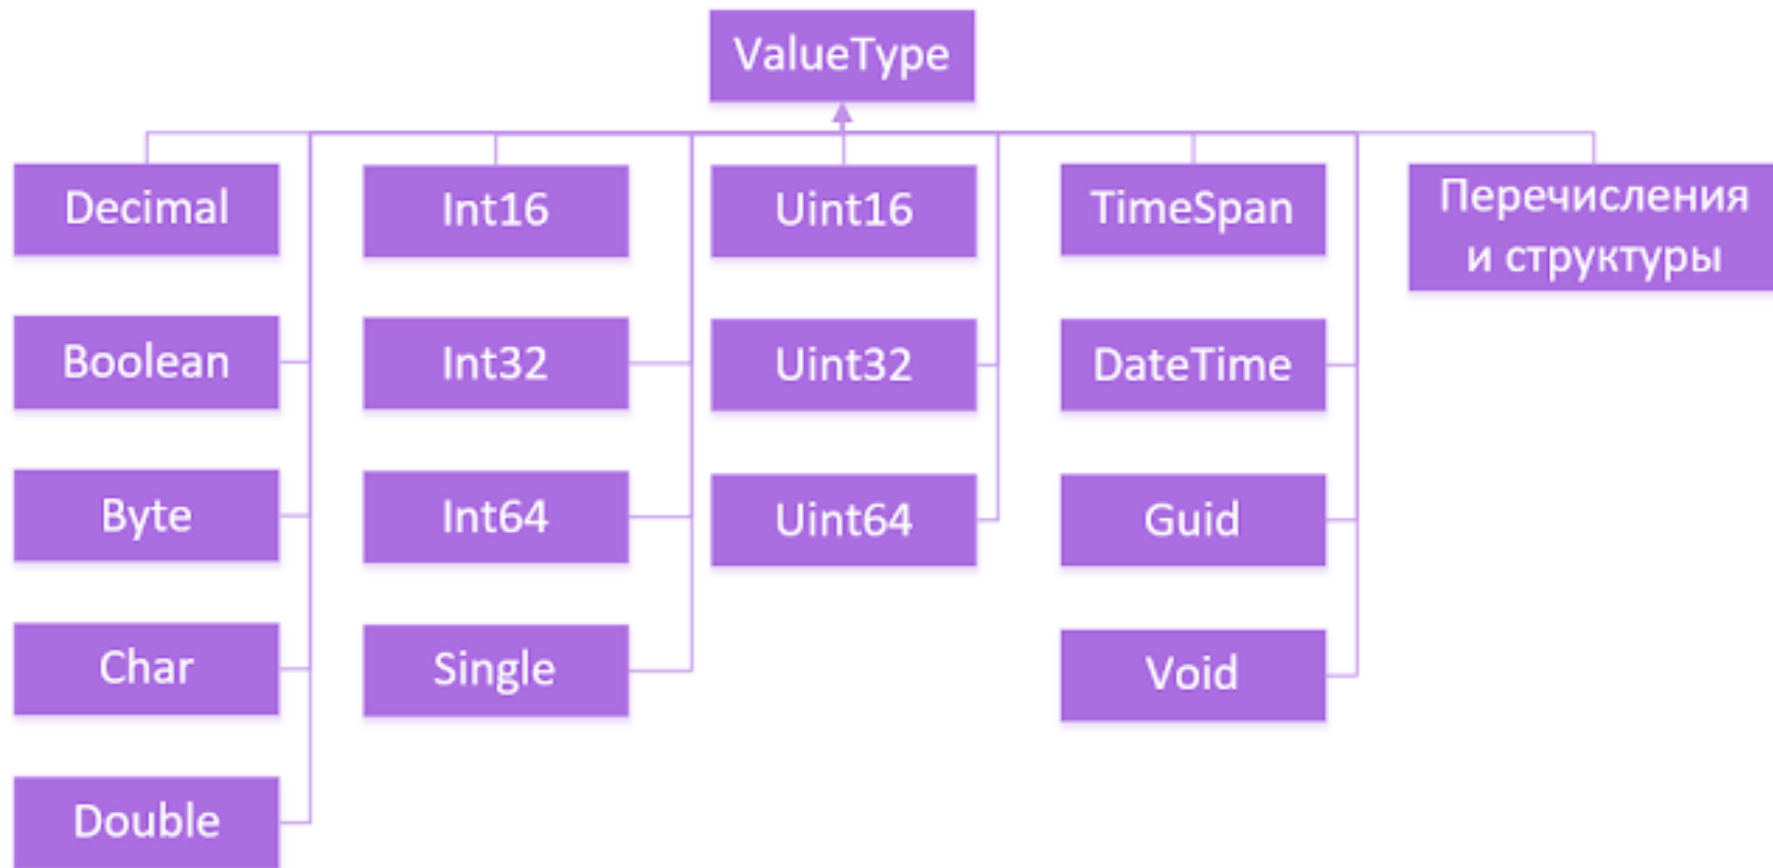 ValueType
Decimal
Int16
Uint16
TimeSpan
Перечисления
и структуры
Boolean
Int32
Uint32
DateTime
Byte
Int64
Uint64
Guid
Char
Single
Void
Double